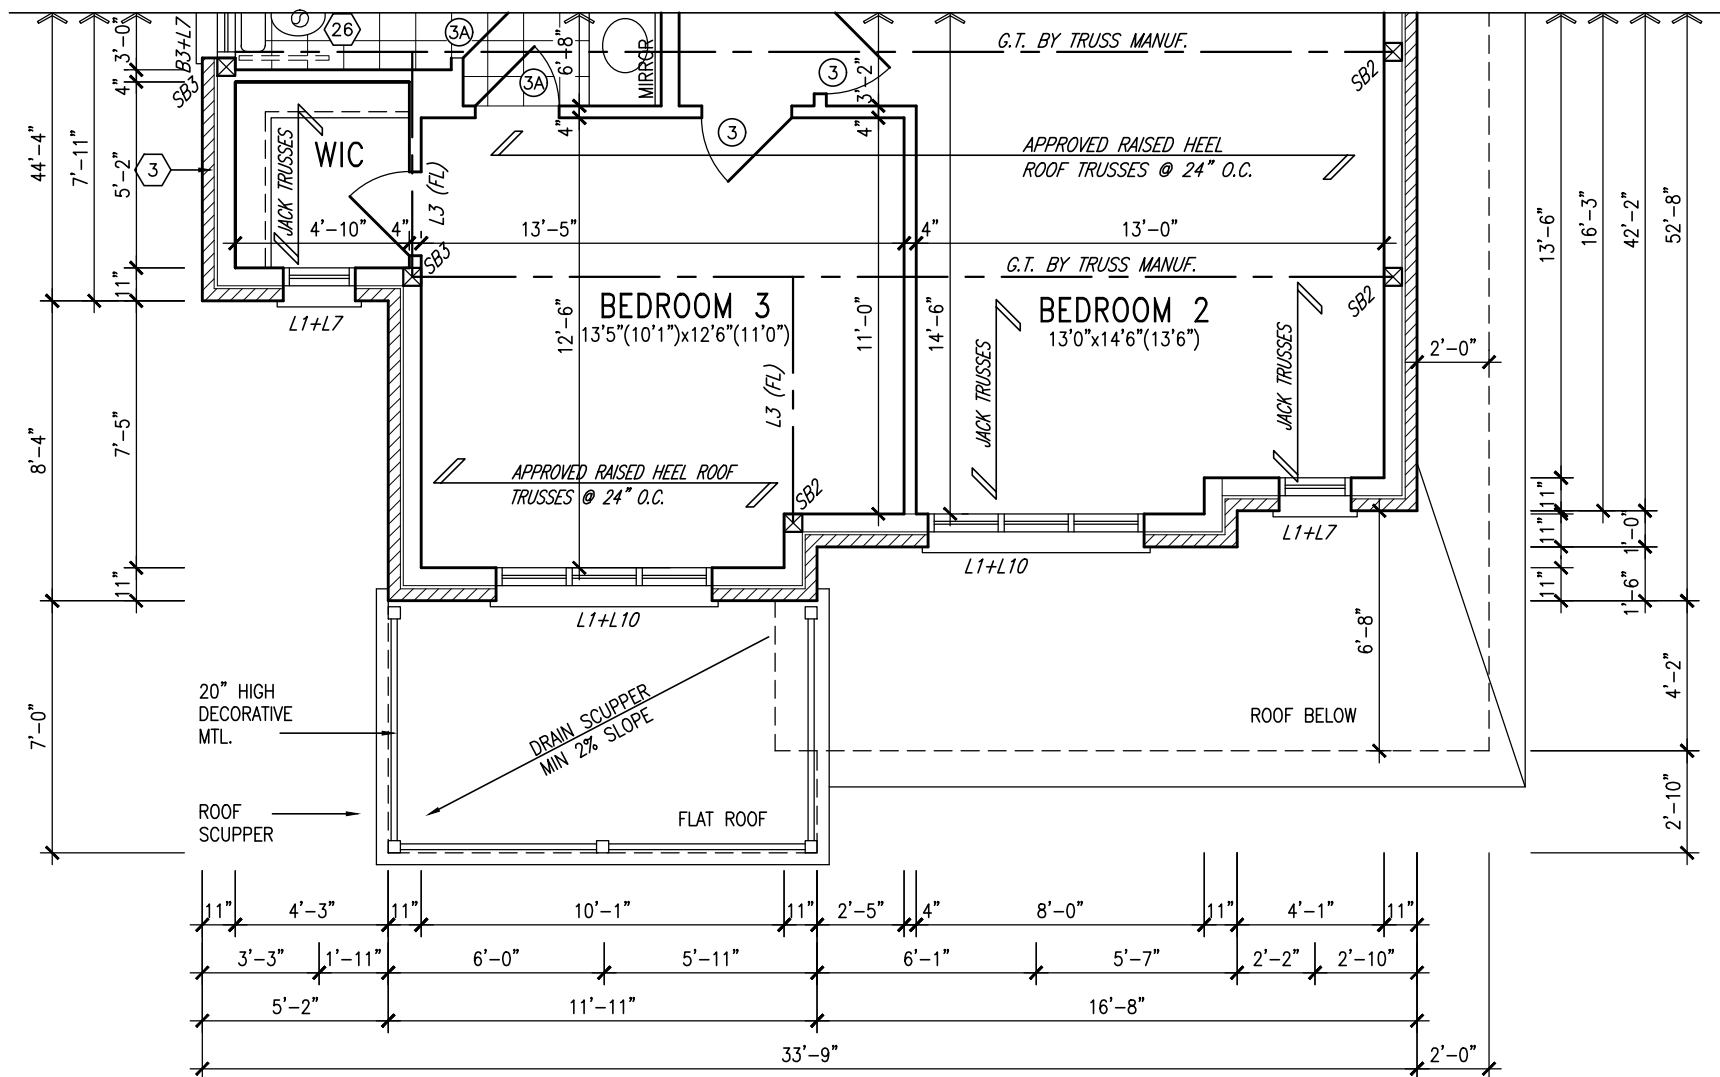 3'-0"
B3+L7
26
3A
6'-8"
MIRROR
G.T. BY TRUSS MANUF.
SB3
4"
3A
3
3'-2"
SB2
44'-4"
7'-11"
5'-2"
3
JACK TRUSSES
WIC
4"
3
4"
APPROVED RAISED HEEL
ROOF TRUSSES @ 24" O.C.
L3 (FL)
4'-10"
4"
13'-5"
4"
13'-0"
13'-6"
16'-3"
42'-2"
52'-8"
11"
SB3
G.T. BY TRUSS MANUF.
SB2
L1+L7
BEDROOM 3
13'5"(10'1")x12'6"(11'0")
12'-6"
11'-0"
14'-6"
BEDROOM 2
13'0"x14'6"(13'6")
JACK TRUSSES
JACK TRUSSES
2'-0"
L3 (FL)
8'-4"
7'-5"
APPROVED RAISED HEEL ROOF
TRUSSES @ 24" O.C.
SB2
11"
L1+L10
L1+L10
L1+L7
11"
11"
1'-0"
11"
1'-6"
6'-8"
4'-2"
20" HIGH
DECORATIVE
MTL.
7'-0"
DRAIN SCUPPER
MIN 2% SLOPE
ROOF BELOW
ROOF
SCUPPER
FLAT ROOF
2'-10"
11"
4'-3"
11"
10'-1"
11"
2'-5"
4"
8'-0"
11"
4'-1"
11"
3'-3"
1'-11"
6'-0"
5'-11"
6'-1"
5'-7"
2'-2"
2'-10"
5'-2"
11'-11"
16'-8"
33'-9"
2'-0"